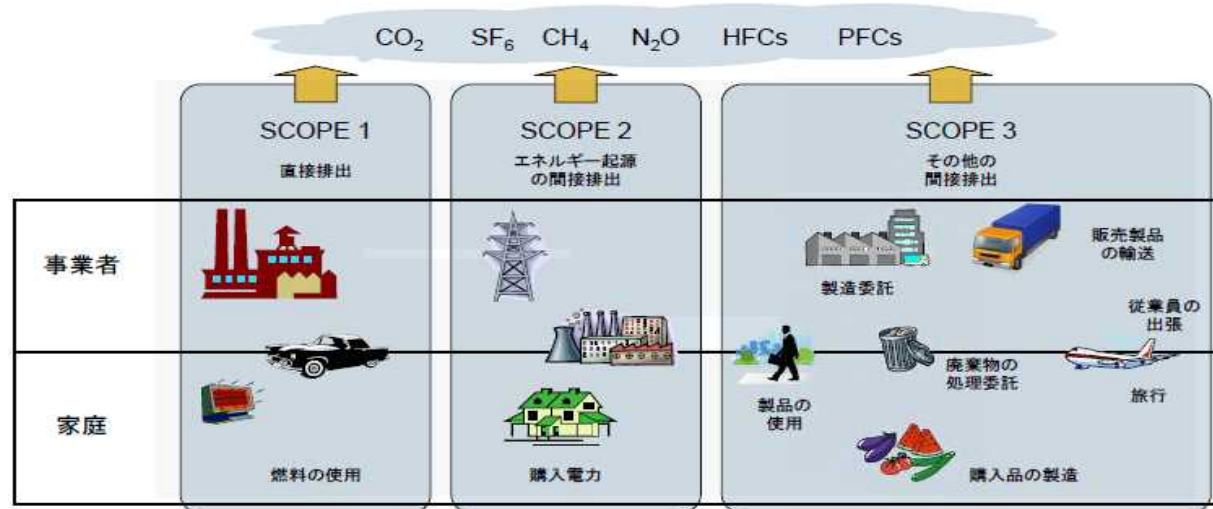 CO₂ SF₆ CH₄ N₂O HFCs PFCs
SCOPE 1
直接排出
SCOPE 2
エネルギー起源
の間接排出
SCOPE 3
その他の
間接排出
事業者
製造委託
販売製品
の輸送
従業員の
出張
家庭
燃料の使用
購入電力
製品の
使用
廃棄物の
処理委託
旅行
購入品の製造